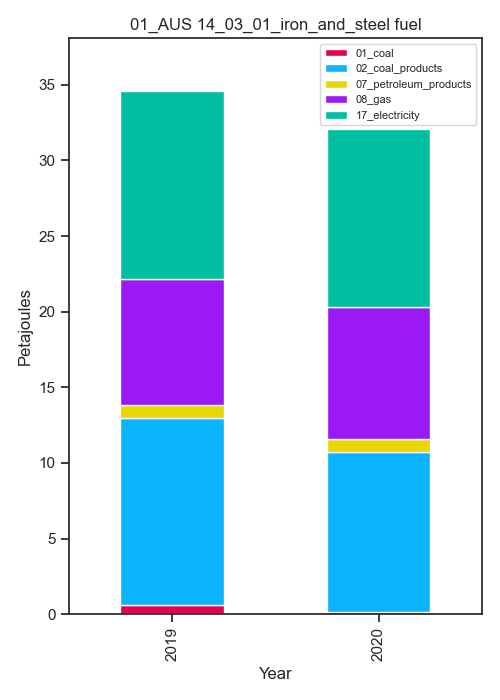 01_AUS 14_03_01_iron_and_steel fuel
01_coal
02_coal_products
07_petroleum_products
08_gas
17_electricity
Petajoules
35
30
25
20
15
10
5
0
2019
2020
Year